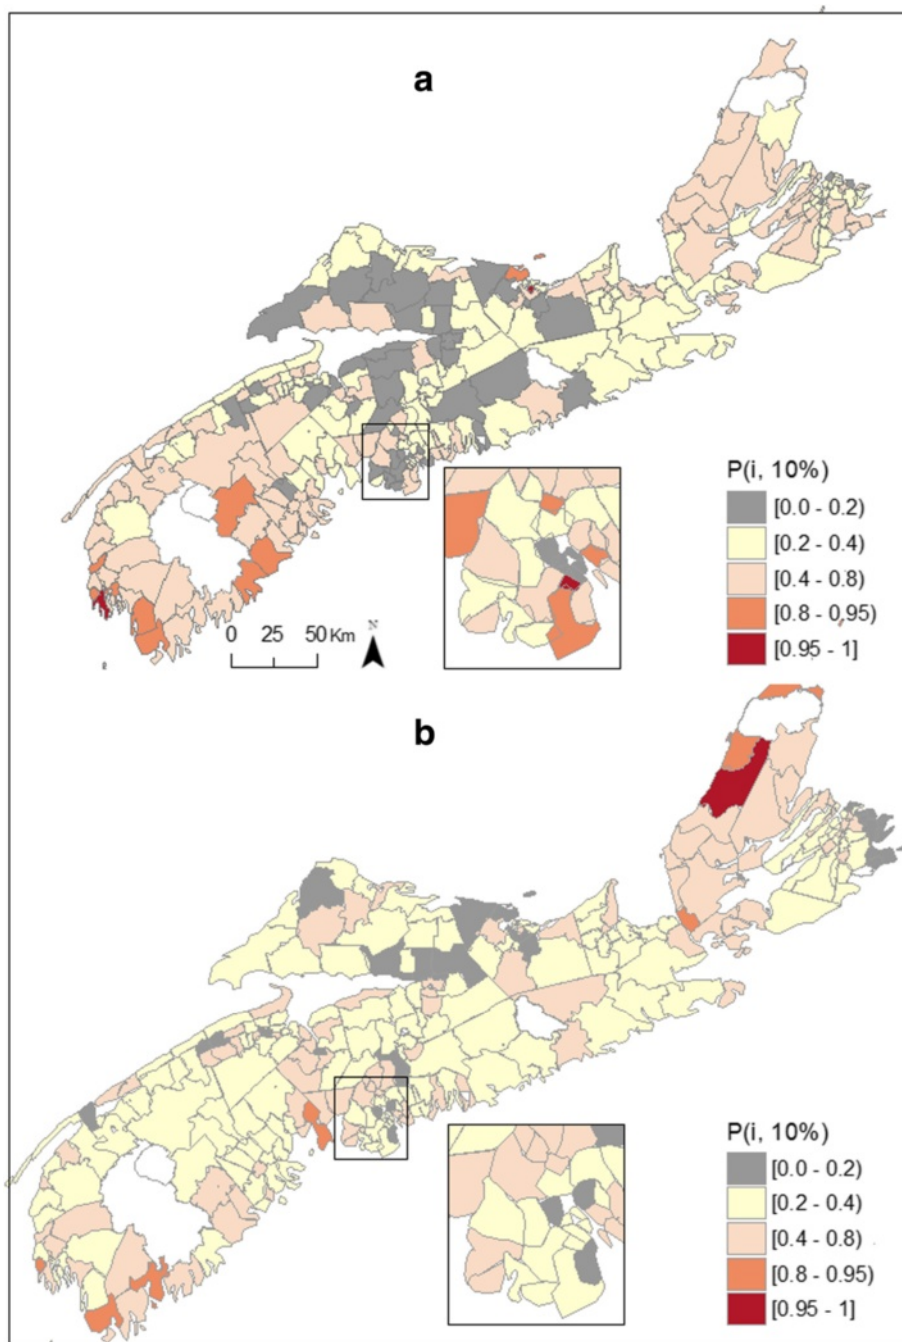 a
P(i, 10%)
[0.0 - 0.2)
[0.2 - 0.4)
[0.4 - 0.8)
[0.8 - 0.95)
[0.95 - 1]
0 25 50 Km
N
b
P(i, 10%)
[0.0 - 0.2)
[0.2 - 0.4)
[0.4 - 0.8)
[0.8 - 0.95)
[0.95 - 1]